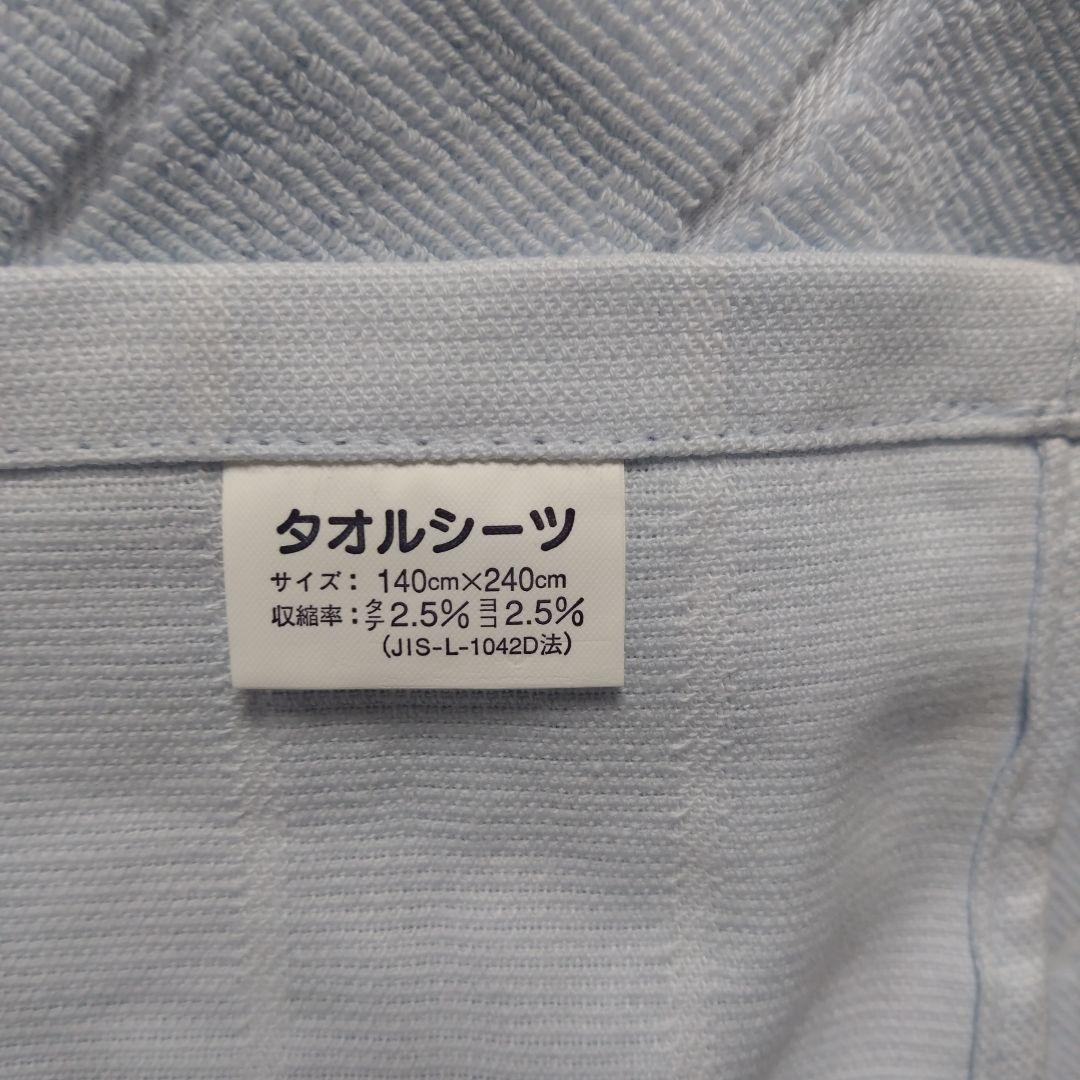 タオルシーツ
サイズ： 140cm×240cm
収縮率：タテ2.5% ヨコ2.5%
（JIS-L-1042D法）